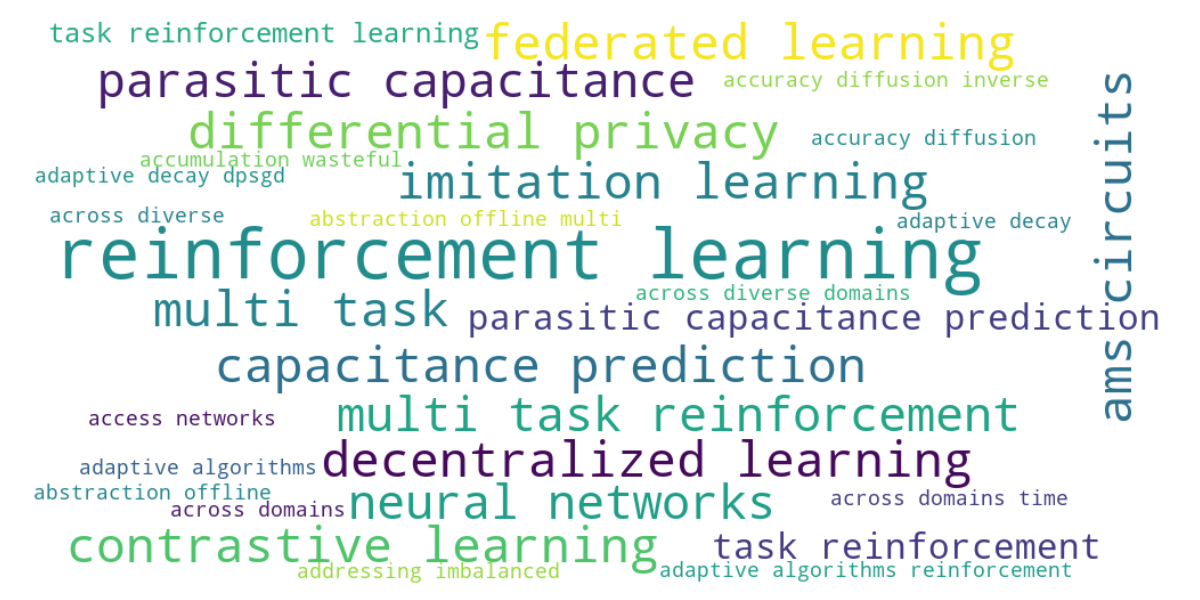 task reinforcement learning
federated learning
parasitic capacitance
accuracy diffusion inverse
differential privacy
accuracy diffusion
accumulation wasteful
adaptive decay dpsgd
imitation learning
across diverse
abstraction offline multi
adaptive decay
reinforcement learning
across diverse domains
multi task
parasitic capacitance prediction
ams circuits
capacitance prediction
access networks
multi task reinforcement
decentralized learning
adaptive algorithms
abstraction offline
neural networks
across domains time
across domains
contrastive learning
task reinforcement
addressing imbalanced
adaptive algorithms reinforcement